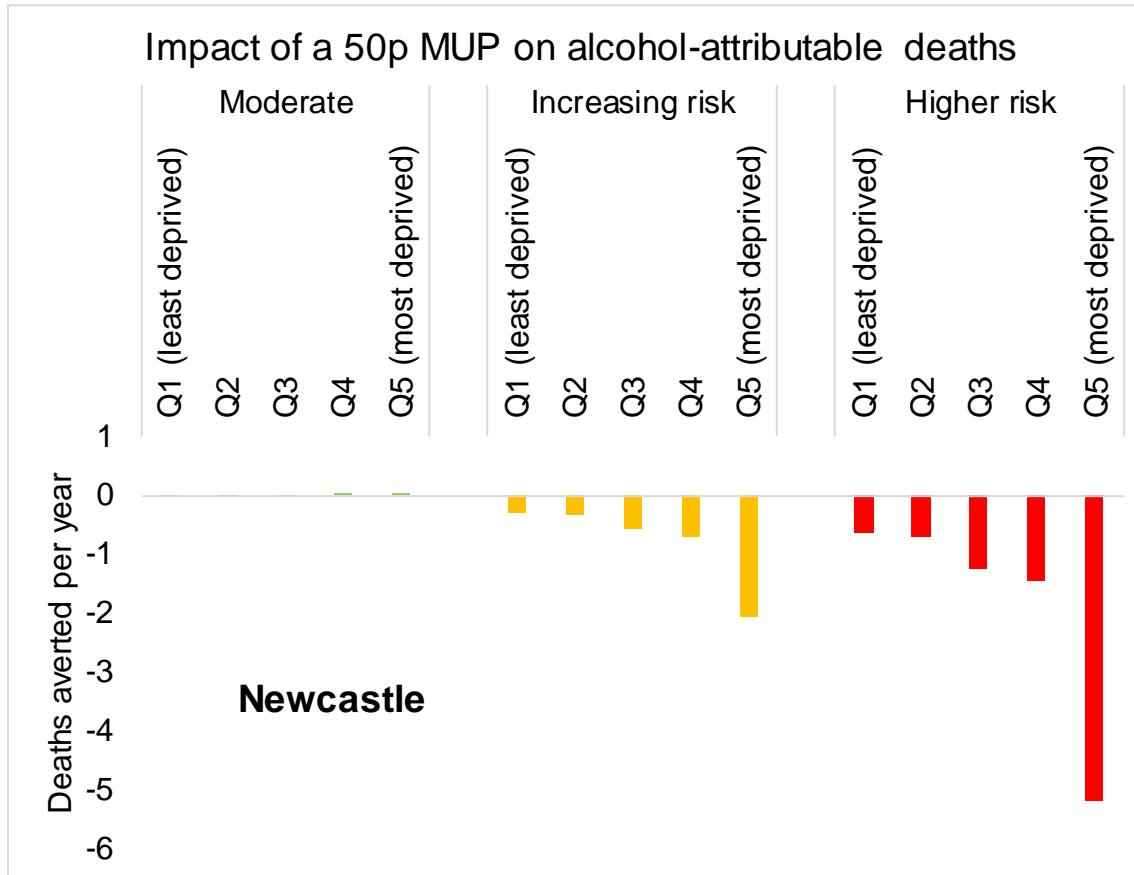 Impact of a 50p MUP on alcohol-attributable deaths
Moderate
Increasing risk
Higher risk
Q1 (least deprived)
Q2
Q3
Q4
Q5 (most deprived)
Q1 (least deprived)
Q2
Q3
Q4
Q5 (most deprived)
Q1 (least deprived)
Q2
Q3
Q4
Q5 (most deprived)
Deaths averted per year
1
0
-1
-2
-3
-4
-5
-6
Newcastle